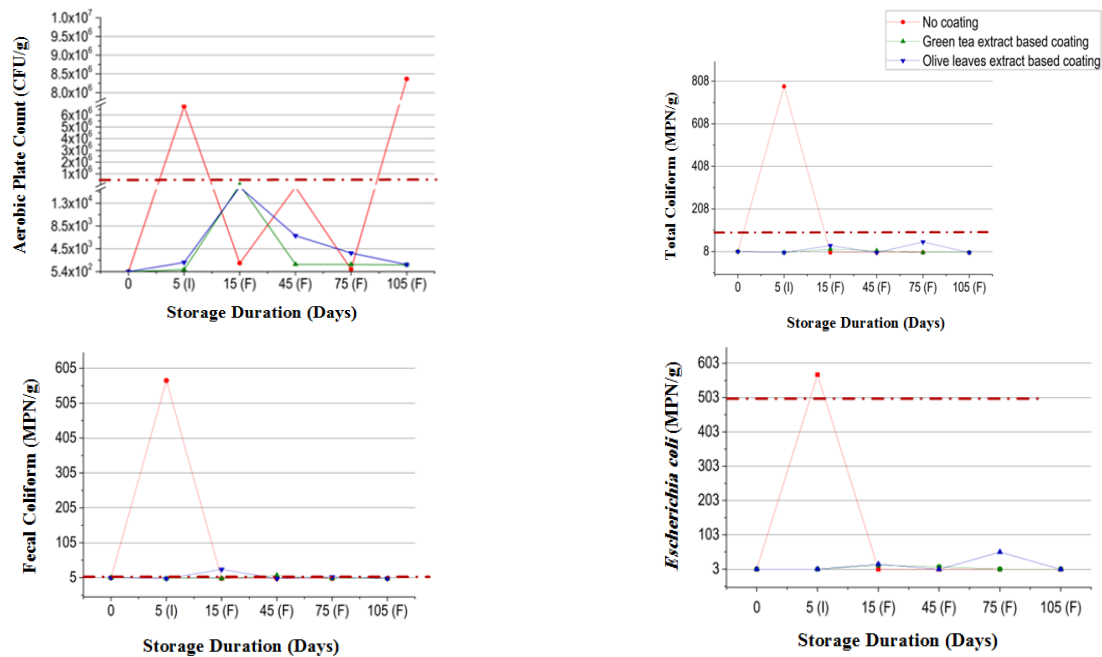 1.0x10⁷
9.5x10⁶
9.0x10⁶
8.5x10⁶
8.0x10⁶
6x10⁶
5x10⁶
4x10⁶
3x10⁶
2x10⁶
1x10⁶
1.3x10⁴
8.5x10³
4.5x10³
5.4x10²
Aerobic Plate Count (CFU/g)
0 5 (I) 15 (F) 45 (F) 75 (F) 105 (F)
Storage Duration (Days)
No coating
Green tea extract based coating
Olive leaves extract based coating
808
608
408
208
8
Total Coliform (MPN/g)
0 5 (I) 15 (F) 45 (F) 75 (F) 105 (F)
Storage Duration (Days)
605
505
405
305
205
105
5
Fecal Coliform (MPN/g)
0 5 (I) 15 (F) 45 (F) 75 (F) 105 (F)
Storage Duration (Days)
603
503
403
303
203
103
3
Escherichia coli (MPN/g)
0 5 (I) 15 (F) 45 (F) 75 (F) 105 (F)
Storage Duration (Days)